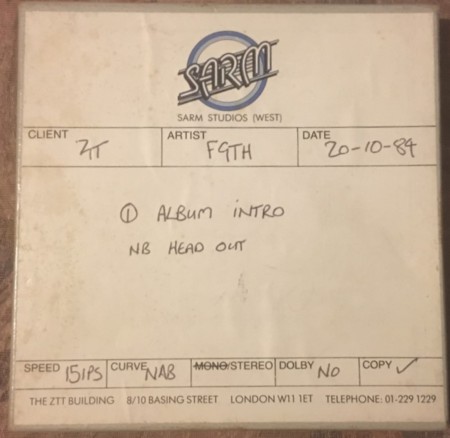 SARM
SARM STUDIOS (WEST)
CLIENT ZTT ARTIST FGTH DATE 20-10-84
① ALBUM INTRO
NB HEAD OUT
SPEED 15IPS CURVE NAB MONO/STEREO DOLBY NO COPY ✓
THE ZTT BUILDING 8/10 BASING STREET LONDON W11 1ET TELEPHONE: 01-229 1229